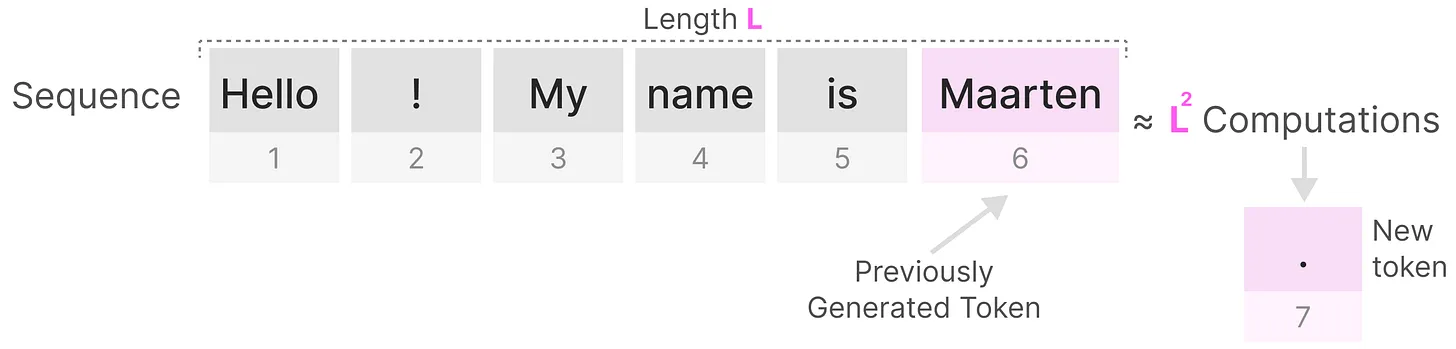 Length L
Sequence
Hello ! My name is Maarten
1 2 3 4 5 6
≈ L² Computations
Previously
Generated Token
.
7
New
token